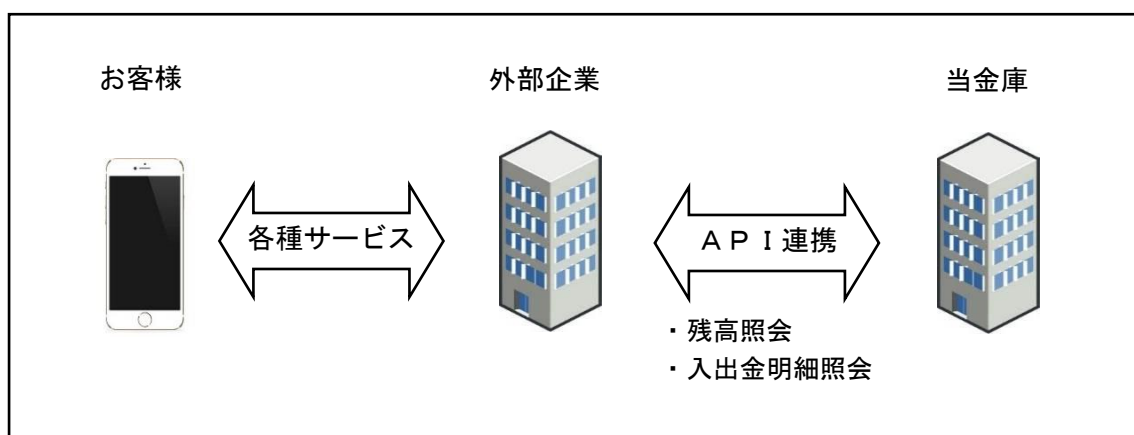 お客様
外部企業
当金庫
各種サービス
ＡＰＩ連携
・残高照会
・入出金明細照会